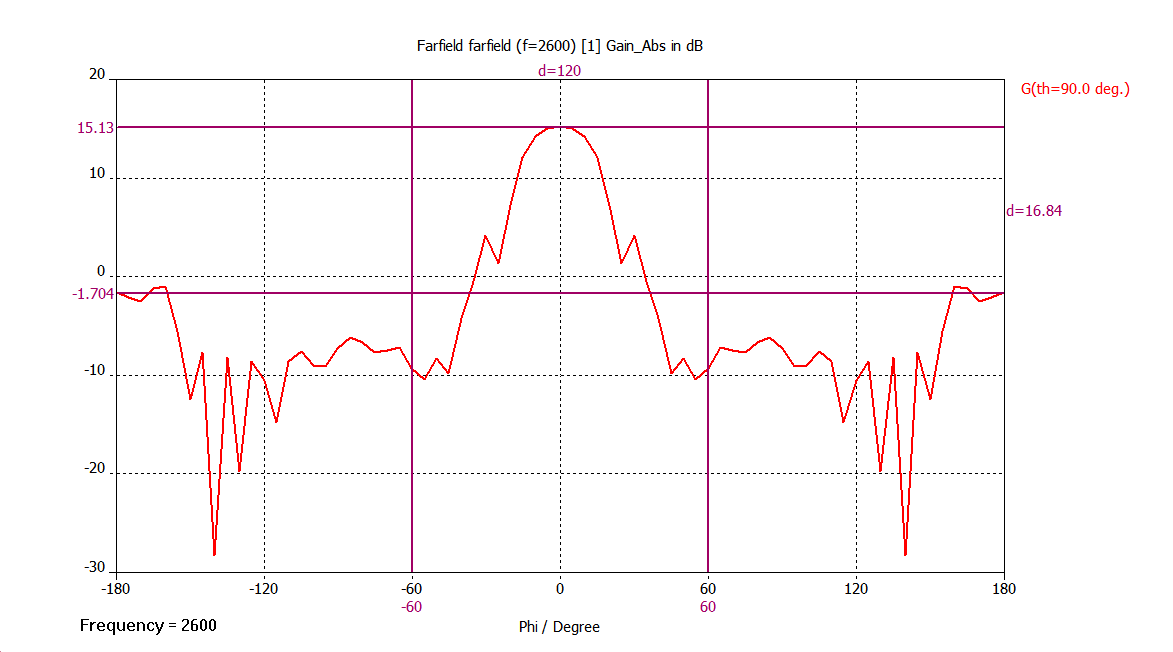 Farfield farfield (f=2600) [1] Gain_Abs in dB
d=120
20
G(th=90.0 deg.)
15.13
10
d=16.84
0
-1.704
-10
-20
-30
-180 -120 -60 0 60 120 180
-60 60
Frequency = 2600
Phi / Degree